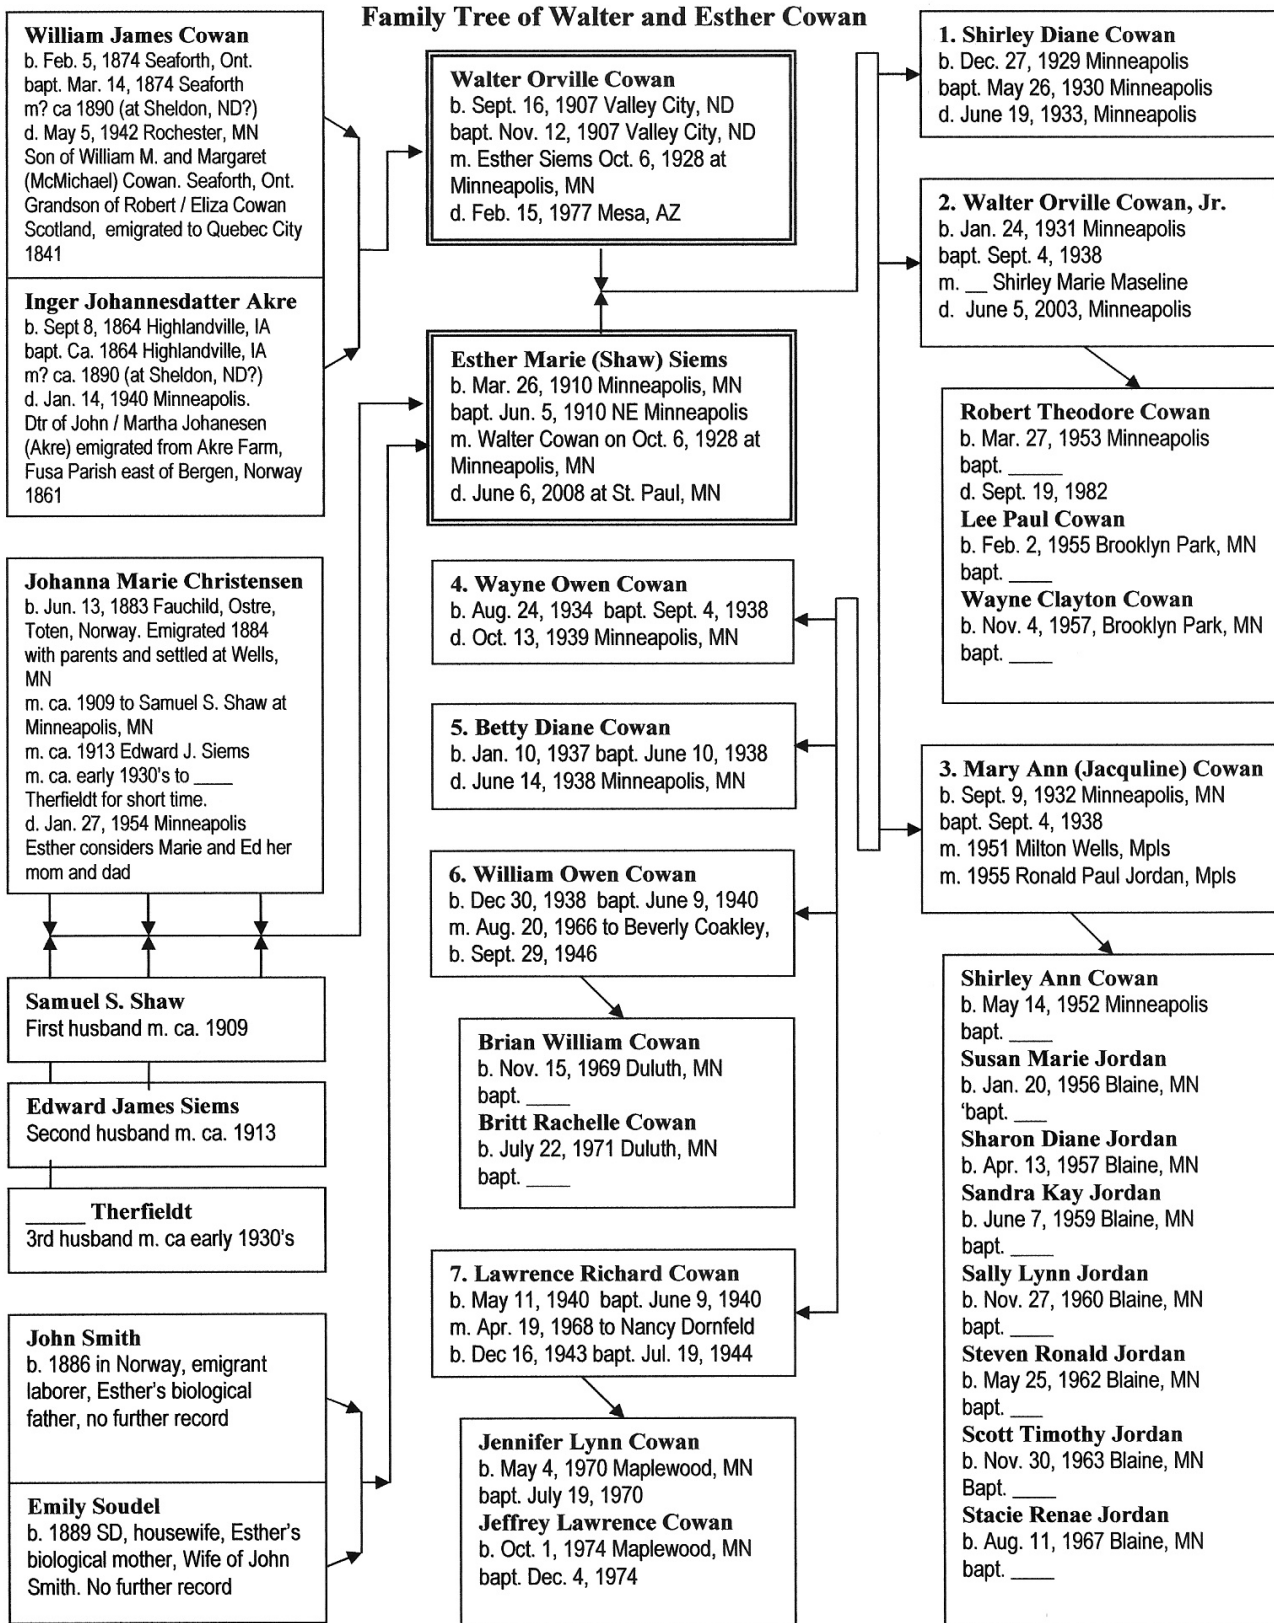 Family Tree of Walter and Esther Cowan
William James Cowan
b. Feb. 5, 1874 Seaforth, Ont.
bapt. Mar. 14, 1874 Seaforth
m? ca 1890 (at Sheldon, ND?)
d. May 5, 1942 Rochester, MN
Son of William M. and Margaret
(McMichael) Cowan. Seaforth, Ont.
Grandson of Robert / Eliza Cowan
Scotland, emigrated to Quebec City
1841
Inger Johannesdatter Akre
b. Sept 8, 1864 Highlandville, IA
bapt. Ca. 1864 Highlandville, IA
m? ca. 1890 (at Sheldon, ND?)
d. Jan. 14, 1940 Minneapolis.
Dtr of John / Martha Johanesen
(Akre) emigrated from Akre Farm,
Fusa Parish east of Bergen, Norway
1861
Johanna Marie Christensen
b. Jun. 13, 1883 Fauchild, Ostre,
Toten, Norway. Emigrated 1884
with parents and settled at Wells,
MN
m. ca. 1909 to Samuel S. Shaw at
Minneapolis, MN
m. ca. 1913 Edward J. Siems
m. ca. early 1930's to ____
Therfieldt for short time.
d. Jan. 27, 1954 Minneapolis
Esther considers Marie and Ed her
mom and dad
Samuel S. Shaw
First husband m. ca. 1909
Edward James Siems
Second husband m. ca. 1913
_____ Therfieldt
3rd husband m. ca early 1930's
John Smith
b. 1886 in Norway, emigrant
laborer, Esther's biological
father, no further record
Emily Soudel
b. 1889 SD, housewife, Esther's
biological mother, Wife of John
Smith. No further record
Walter Orville Cowan
b. Sept. 16, 1907 Valley City, ND
bapt. Nov. 12, 1907 Valley City, ND
m. Esther Siems Oct. 6, 1928 at
Minneapolis, MN
d. Feb. 15, 1977 Mesa, AZ
Esther Marie (Shaw) Siems
b. Mar. 26, 1910 Minneapolis, MN
bapt. Jun. 5, 1910 NE Minneapolis
m. Walter Cowan on Oct. 6, 1928 at
Minneapolis, MN
d. June 6, 2008 at St. Paul, MN
4. Wayne Owen Cowan
b. Aug. 24, 1934 bapt. Sept. 4, 1938
d. Oct. 13, 1939 Minneapolis, MN
5. Betty Diane Cowan
b. Jan. 10, 1937 bapt. June 10, 1938
d. June 14, 1938 Minneapolis, MN
6. William Owen Cowan
b. Dec 30, 1938 bapt. June 9, 1940
m. Aug. 20, 1966 to Beverly Coakley,
b. Sept. 29, 1946
Brian William Cowan
b. Nov. 15, 1969 Duluth, MN
bapt. ____
Britt Rachelle Cowan
b. July 22, 1971 Duluth, MN
bapt. ____
7. Lawrence Richard Cowan
b. May 11, 1940 bapt. June 9, 1940
m. Apr. 19, 1968 to Nancy Dornfeld
b. Dec 16, 1943 bapt. Jul. 19, 1944
Jennifer Lynn Cowan
b. May 4, 1970 Maplewood, MN
bapt. July 19, 1970
Jeffrey Lawrence Cowan
b. Oct. 1, 1974 Maplewood, MN
bapt. Dec. 4, 1974
1. Shirley Diane Cowan
b. Dec. 27, 1929 Minneapolis
bapt. May 26, 1930 Minneapolis
d. June 19, 1933, Minneapolis
2. Walter Orville Cowan, Jr.
b. Jan. 24, 1931 Minneapolis
bapt. Sept. 4, 1938
m. __ Shirley Marie Maseline
d. June 5, 2003, Minneapolis
Robert Theodore Cowan
b. Mar. 27, 1953 Minneapolis
bapt. _____
d. Sept. 19, 1982
Lee Paul Cowan
b. Feb. 2, 1955 Brooklyn Park, MN
bapt. ____
Wayne Clayton Cowan
b. Nov. 4, 1957, Brooklyn Park, MN
bapt. ____
3. Mary Ann (Jacquline) Cowan
b. Sept. 9, 1932 Minneapolis, MN
bapt. Sept. 4, 1938
m. 1951 Milton Wells, Mpls
m. 1955 Ronald Paul Jordan, Mpls
Shirley Ann Cowan
b. May 14, 1952 Minneapolis
bapt. ____
Susan Marie Jordan
b. Jan. 20, 1956 Blaine, MN
'bapt. ___
Sharon Diane Jordan
b. Apr. 13, 1957 Blaine, MN
Sandra Kay Jordan
b. June 7, 1959 Blaine, MN
bapt. ____
Sally Lynn Jordan
b. Nov. 27, 1960 Blaine, MN
bapt. ____
Steven Ronald Jordan
b. May 25, 1962 Blaine, MN
bapt. ___
Scott Timothy Jordan
b. Nov. 30, 1963 Blaine, MN
Bapt. ____
Stacie Renae Jordan
b. Aug. 11, 1967 Blaine, MN
bapt. ____